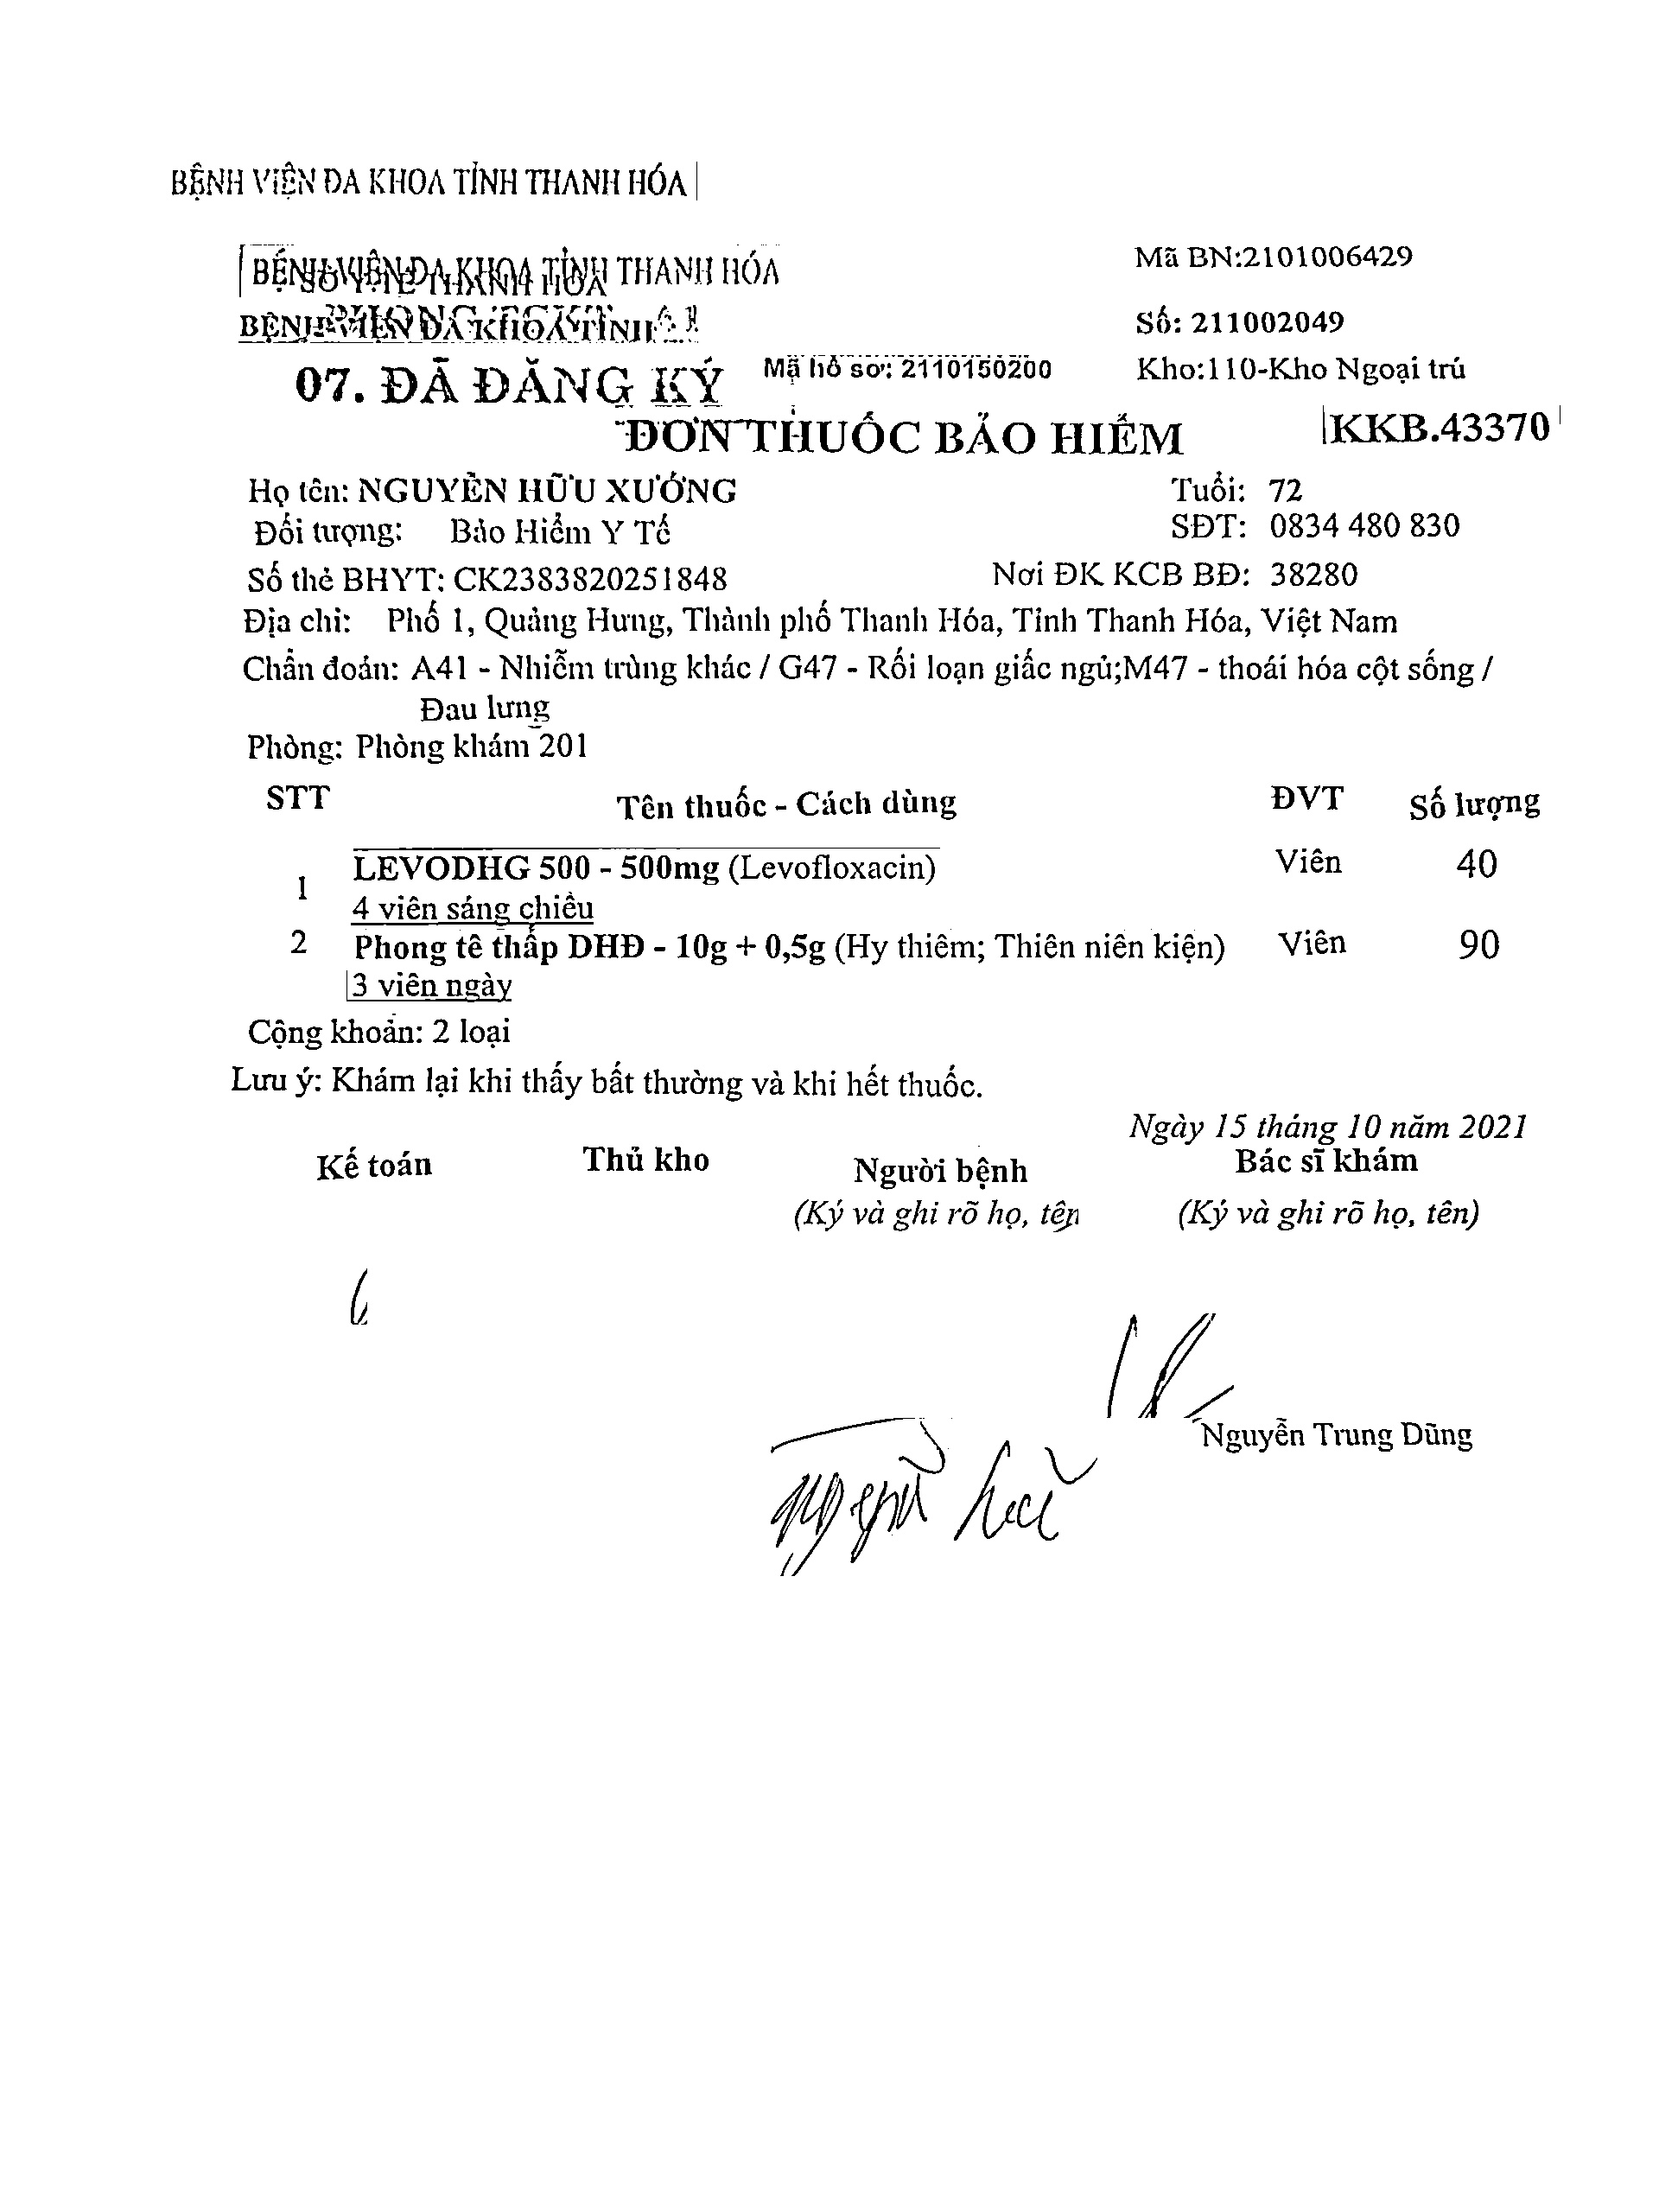 BỆNH VIỆN ĐA KHOA TỈNH THANH HÓA
BỆNH VIỆN ĐA KHOA TỈNH THANH HÓA
Mã BN:2101006429
BỆNH VIỆN ĐA KHOA TỈNH
Số: 211002049
07. ĐÃ ĐĂNG KÝ
Mã hồ sơ: 2110150200
Kho:110-Kho Ngoại trú
ĐƠN THUỐC BẢO HIỂM
KKB.43370
Họ tên: NGUYỄN HỮU XƯỚNG
Tuổi: 72
Đối tượng: Bảo Hiểm Y Tế
SĐT: 0834 480 830
Số thẻ BHYT: CK2383820251848
Nơi ĐK KCB BĐ: 38280
Địa chỉ: Phố 1, Quảng Hưng, Thành phố Thanh Hóa, Tỉnh Thanh Hóa, Việt Nam
Chẩn đoán: A41 - Nhiễm trùng khác / G47 - Rối loạn giấc ngủ;M47 - thoái hóa cột sống /
Đau lưng
Phòng: Phòng khám 201
STT Tên thuốc - Cách dùng ĐVT Số lượng
1 LEVODHG 500 - 500mg (Levofloxacin) Viên 40
4 viên sáng chiều
2 Phong tê thấp DHĐ - 10g + 0,5g (Hy thiêm; Thiên niên kiện) Viên 90
3 viên ngày
Cộng khoản: 2 loại
Lưu ý: Khám lại khi thấy bất thường và khi hết thuốc.
Ngày 15 tháng 10 năm 2021
Kế toán Thủ kho Người bệnh Bác sĩ khám
(Ký và ghi rõ họ, tên (Ký và ghi rõ họ, tên)
Nguyễn Trung Dũng